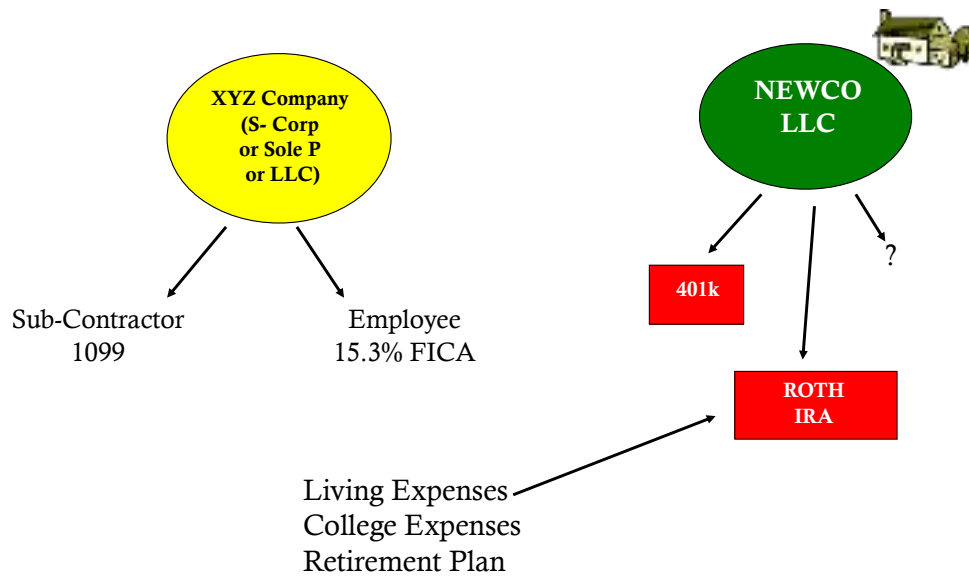 XYZ Company
(S- Corp
or Sole P
or LLC)
NEWCO
LLC
?
401k
Sub-Contractor
1099
Employee
15.3% FICA
ROTH
IRA
Living Expenses
College Expenses
Retirement Plan